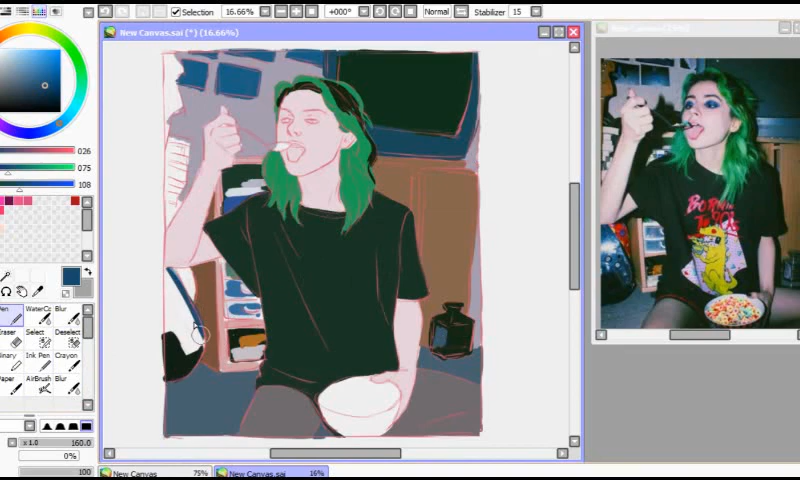 Selection 16.66% +000° Normal Stabilizer 15
New Canvas.sai (*) (16.66%)
026
075
108
Pen WaterCc Blur
Eraser Select Deselect
Binary Ink Pen Crayon
Paper AirBrush Blur
x 1.0 160.0
0%
100
New Canvas 75%
New Canvas.sai 16%
BORN